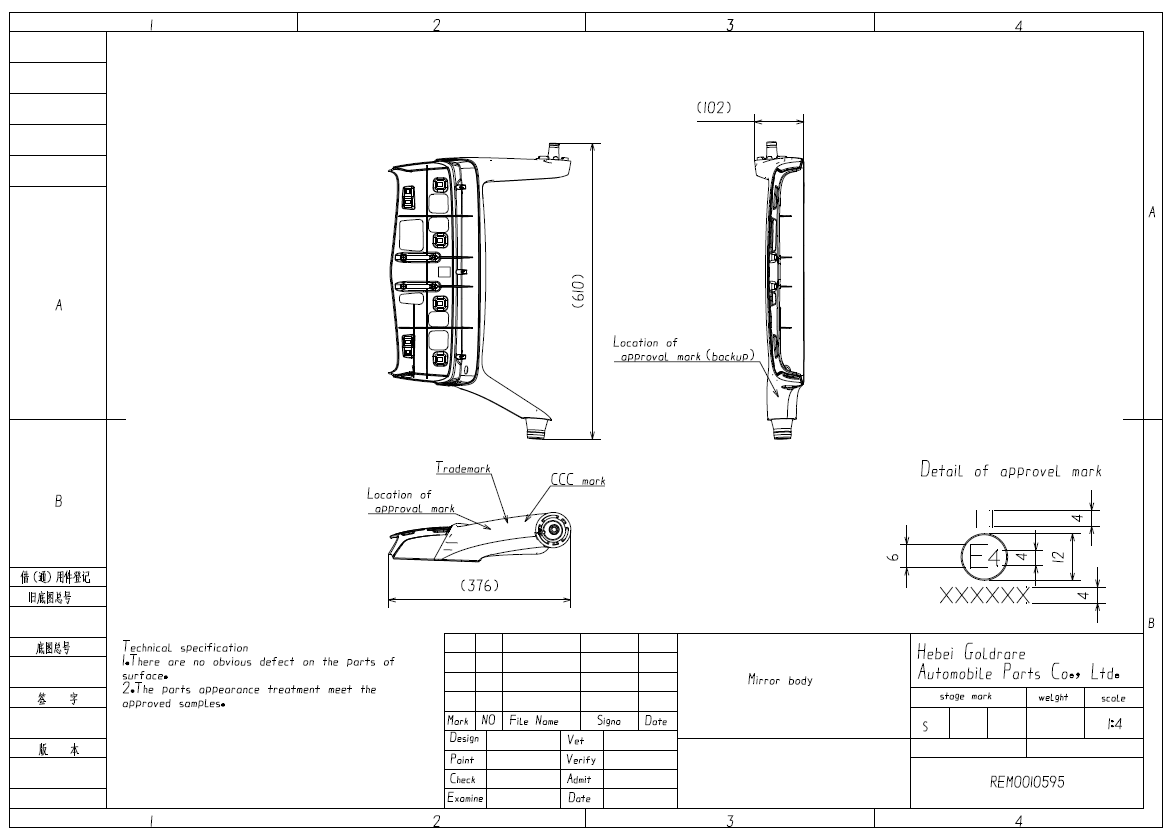 1 2 3 4
A
A
B
B
(102)
(610)
Location of
approval mark (backup)
Trademark
CCC mark
Location of
approval mark
(376)
Detail of approvel mark
II
4
6
E4
4
12
XXXXXX
4
借(通)用件登记
旧底图总号
底图总号
签 字
版 本
Technical specification
1.There are no obvious defect on the parts of
surface.
2.The parts appearance treatment meet the
approved samples.
Mark NO File Name Signa Date
Design Vet
Paint Verify
Check Admit
Examine Date
Mirror body
Hebei Goldrare
Automobile Parts Co., Ltd.
stage mark weight scale
S 1:4
REM0010595
1 2 3 4